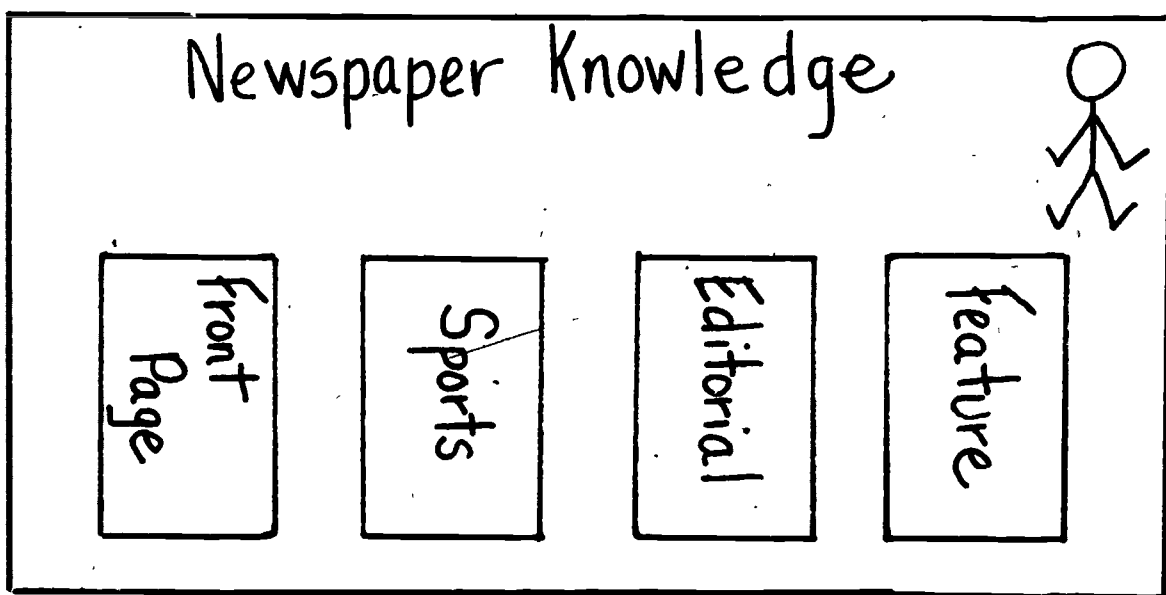 Newspaper Knowledge
front
Page
Sports
Editorial
feature